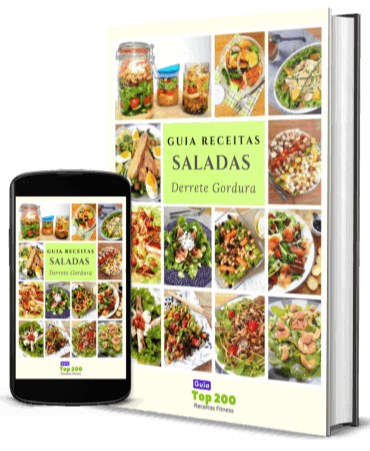 GUIA RECEITAS
SALADAS
Derrete Gordura
Guia
Top 200
Receitas Fitness
GUIA RECEITAS
SALADAS
Derrete Gordura
Guia
Top 200
Receitas Fitness